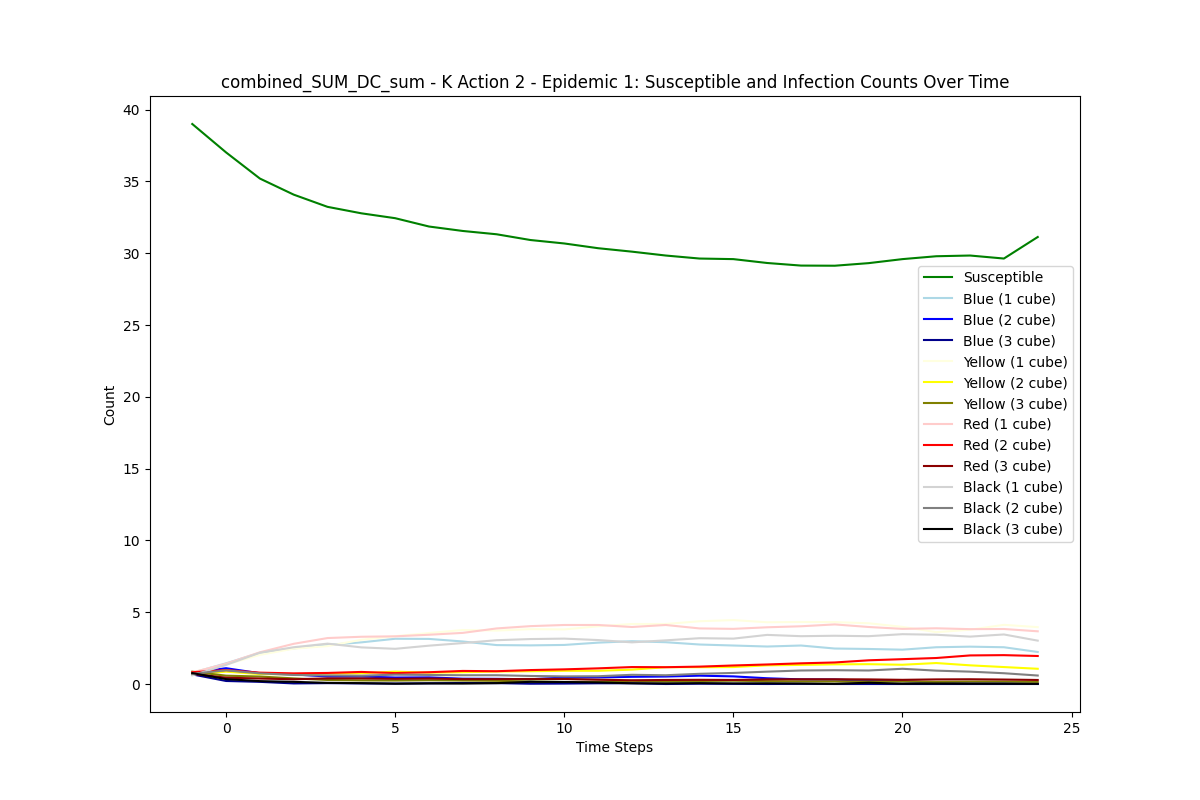 combined_SUM_DC_sum - K Action 2 - Epidemic 1: Susceptible and Infection Counts Over Time
40
35
30
25
20
15
10
5
0
Count
Susceptible
Blue (1 cube)
Blue (2 cube)
Blue (3 cube)
Yellow (1 cube)
Yellow (2 cube)
Yellow (3 cube)
Red (1 cube)
Red (2 cube)
Red (3 cube)
Black (1 cube)
Black (2 cube)
Black (3 cube)
0 5 10 15 20 25
Time Steps